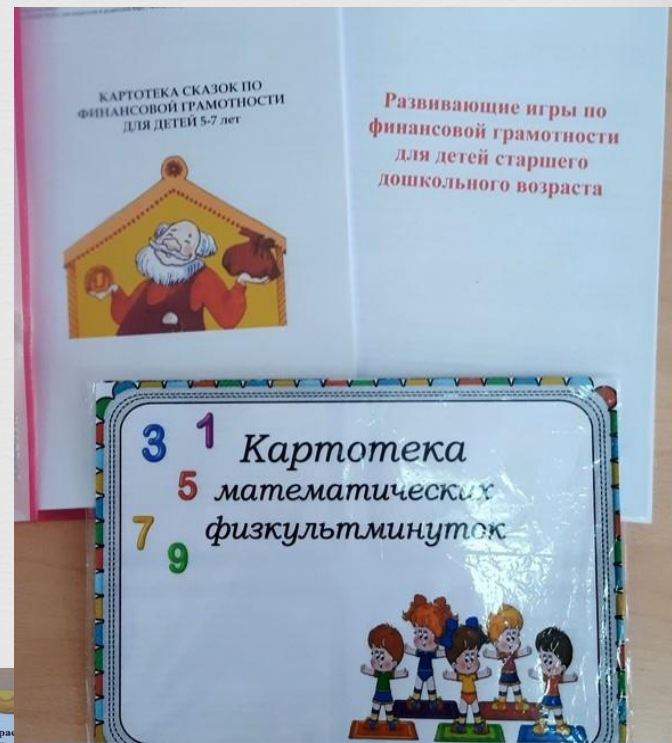 КАРТОТЕКА СКАЗОК ПО
ФИНАНСОВОЙ ГРАМОТНОСТИ
ДЛЯ ДЕТЕЙ 5-7 лет
Развивающие игры по
финансовой грамотности
для детей старшего
дошкольного возраста
3 1
5
7
9
Картотека
математических
физкультминуток